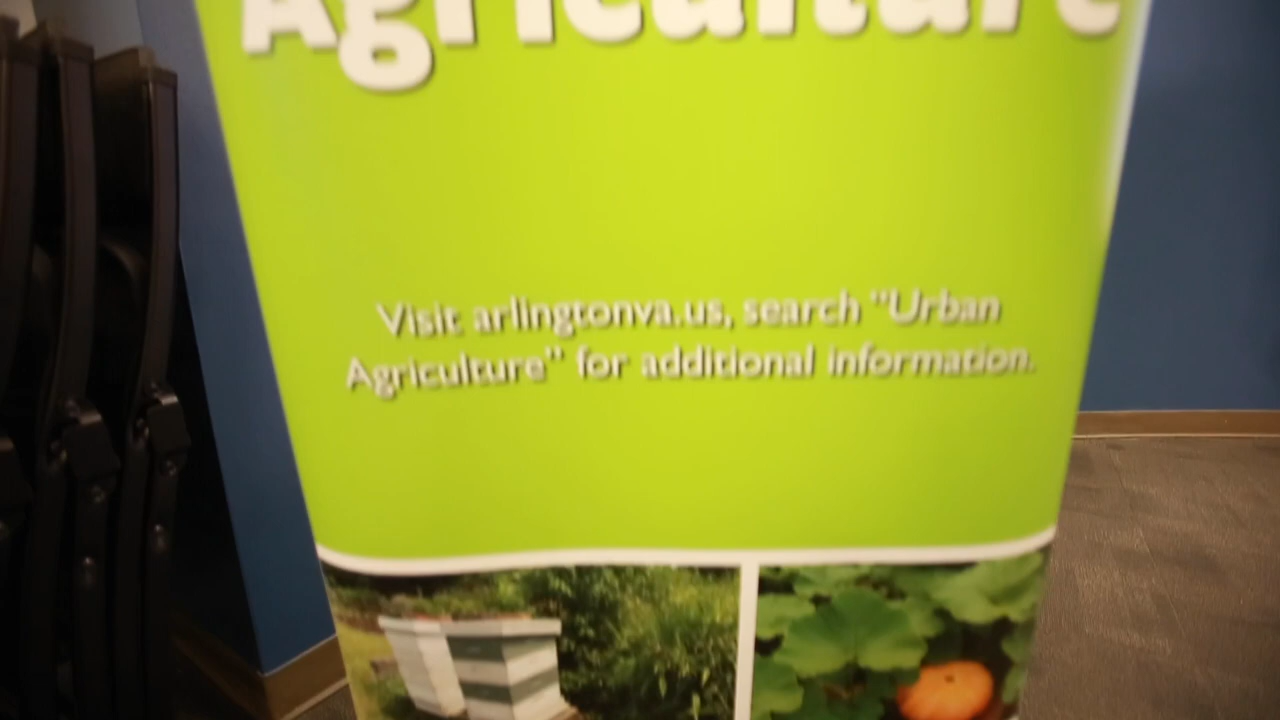 Agriculture
Visit arlingtonva.us, search "Urban
Agriculture" for additional information.